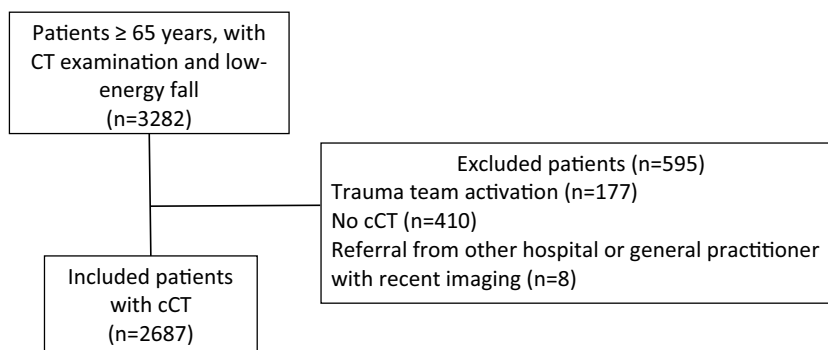 Patients ≥ 65 years, with
CT examination and low-
energy fall
(n=3282)
Excluded patients (n=595)
Trauma team activation (n=177)
No cCT (n=410)
Referral from other hospital or general practitioner
with recent imaging (n=8)
Included patients
with cCT
(n=2687)